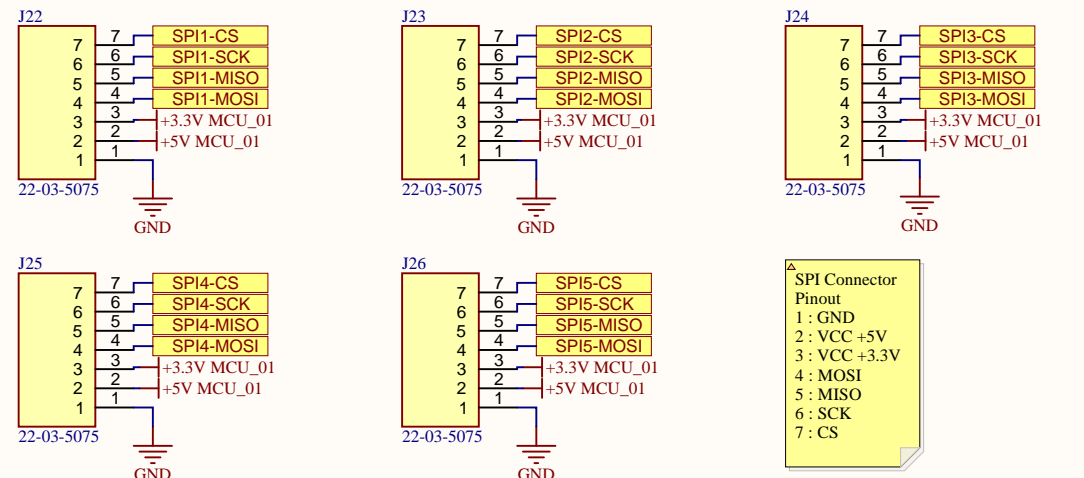 J22
7 7 SPI1-CS
6 6 SPI1-SCK
5 5 SPI1-MISO
4 4 SPI1-MOSI
3 3 +3.3V MCU_01
2 2 +5V MCU_01
1 1
22-03-5075
GND
J23
7 7 SPI2-CS
6 6 SPI2-SCK
5 5 SPI2-MISO
4 4 SPI2-MOSI
3 3 +3.3V MCU_01
2 2 +5V MCU_01
1 1
22-03-5075
GND
J24
7 7 SPI3-CS
6 6 SPI3-SCK
5 5 SPI3-MISO
4 4 SPI3-MOSI
3 3 +3.3V MCU_01
2 2 +5V MCU_01
1 1
22-03-5075
GND
J25
7 7 SPI4-CS
6 6 SPI4-SCK
5 5 SPI4-MISO
4 4 SPI4-MOSI
3 3 +3.3V MCU_01
2 2 +5V MCU_01
1 1
22-03-5075
GND
J26
7 7 SPI5-CS
6 6 SPI5-SCK
5 5 SPI5-MISO
4 4 SPI5-MOSI
3 3 +3.3V MCU_01
2 2 +5V MCU_01
1 1
22-03-5075
GND
SPI Connector
Pinout
1 : GND
2 : VCC +5V
3 : VCC +3.3V
4 : MOSI
5 : MISO
6 : SCK
7 : CS